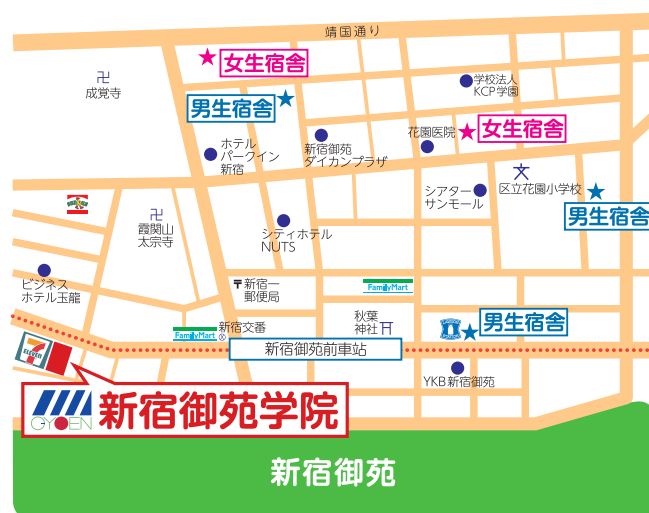 靖国通り
女生宿舎
成覚寺
学校法人
KCP学園
男生宿舎
花園医院
女生宿舎
ホテル
パークイン
新宿
新宿御苑
ダイカンプラザ
区立花園小学校
シアター
サンモール
男生宿舎
霞関山
太宗寺
シティホテル
NUTS
ビジネス
ホテル玉龍
〒新宿一
郵便局
FamilyMart
秋葉
神社
男生宿舎
新宿交番
FamilyMart
新宿御苑前車站
7
ELEVEN
YKB新宿御苑
GYOEN
新宿御苑学院
新宿御苑